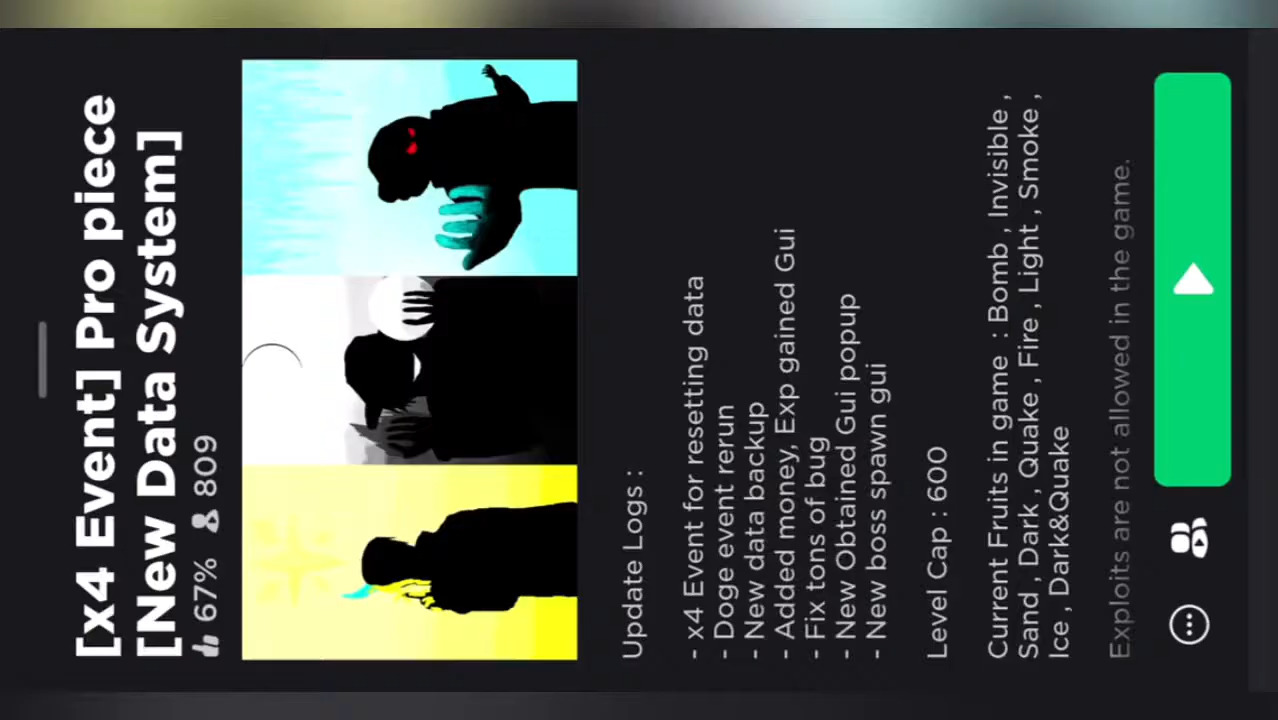 [x4 Event] Pro piece
[New Data System]
67% 809
Update Logs :
- x4 Event for resetting data
- Doge event rerun
- New data backup
- Added money, Exp gained Gui
- Fix tons of bug
- New Obtained Gui popup
- New boss spawn gui
Level Cap : 600
Current Fruits in game : Bomb , Invisible ,
Sand , Dark , Quake , Fire , Light , Smoke ,
Ice , Dark&Quake
Exploits are not allowed in the game.